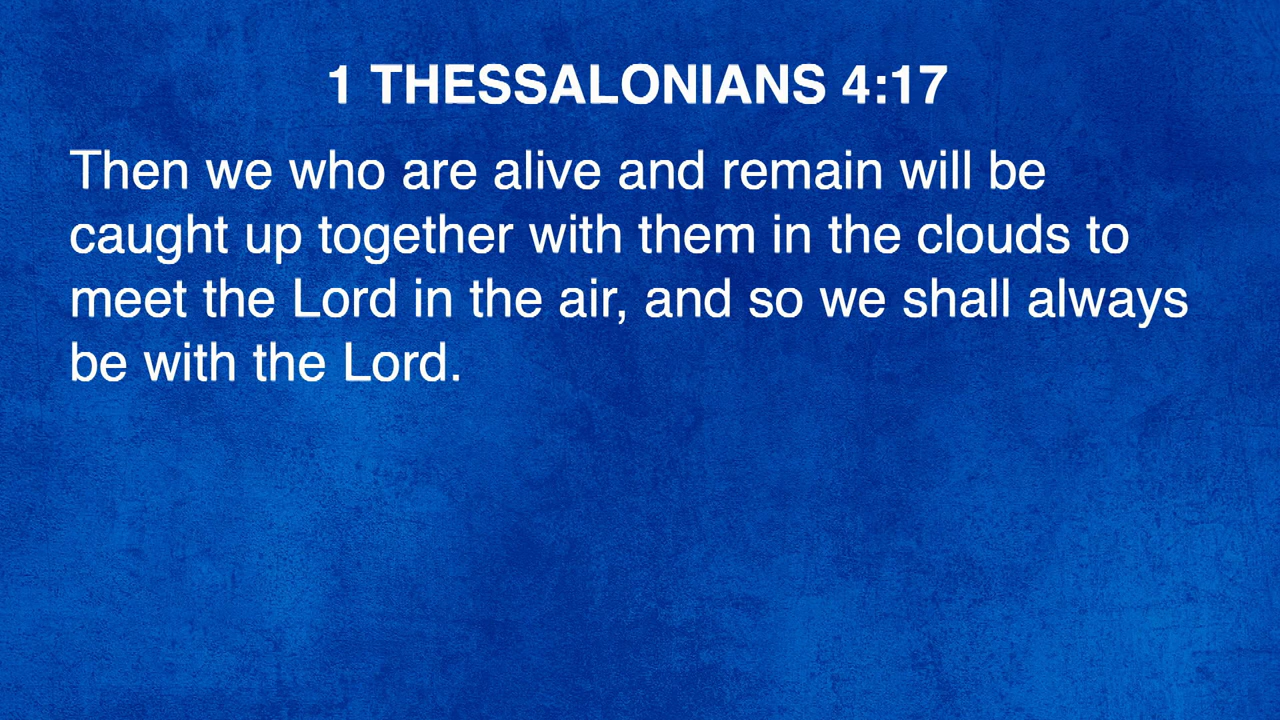 1 THESSALONIANS 4:17
Then we who are alive and remain will be
caught up together with them in the clouds to
meet the Lord in the air, and so we shall always
be with the Lord.